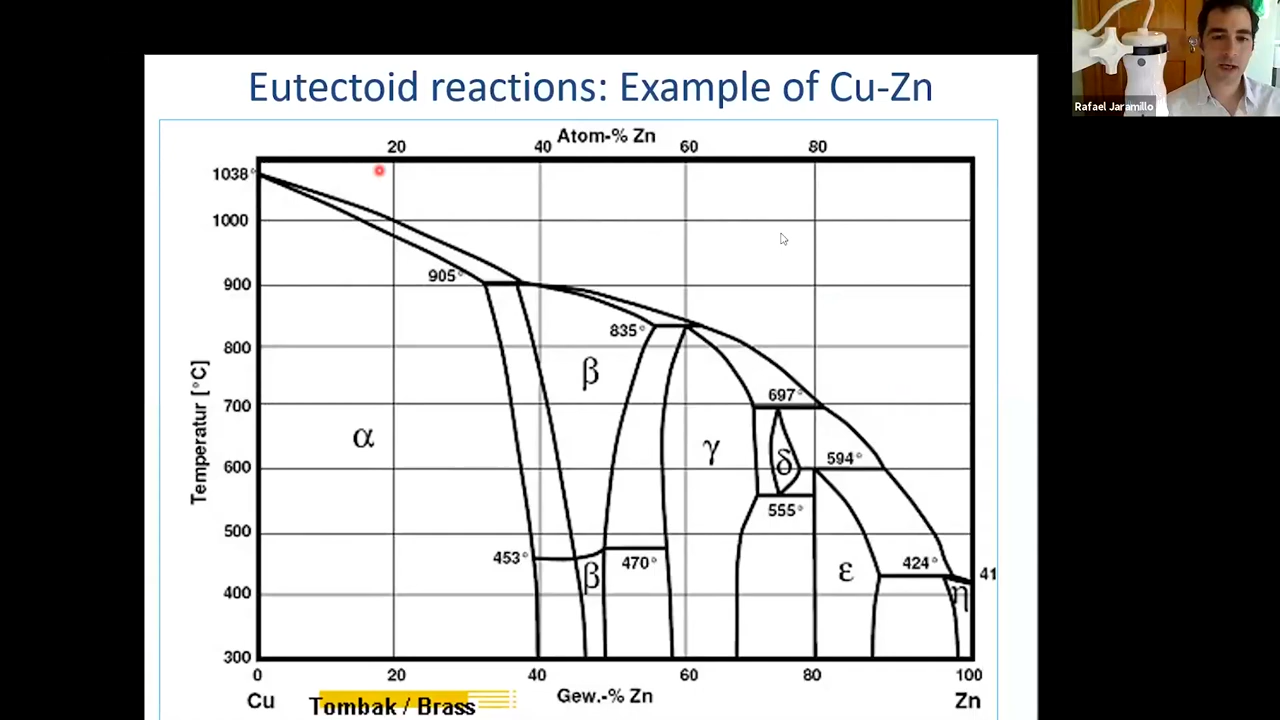 Rafael Jaramillo
Eutectoid reactions: Example of Cu-Zn
Atom-% Zn
20 40 60 80
1038°
1000
905°
900
835°
800
β
697°
700
α
γ
δ
594°
600
555°
500
453°
470°
β
ε
424°
41
η
400
300
Temperatur [°C]
0 20 40 60 80 100
Cu
Gew.-% Zn
Zn
Tombak / Brass